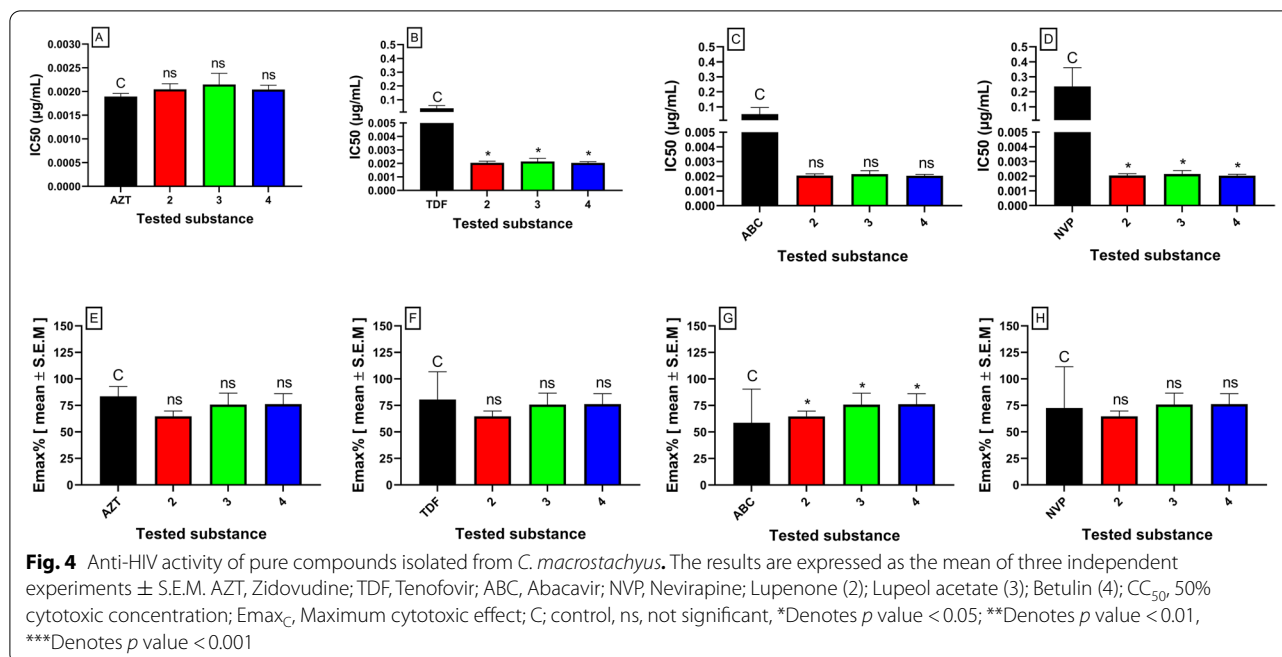 A
IC50 (µg/mL)
0.0030
0.0025
0.0020
0.0015
0.0010
0.0005
0.0000
C
ns
ns
ns
AZT
2
3
4
Tested substance
B
IC50 (µg/mL)
0.5
0.4
0.3
0.2
0.1
0.005
0.004
0.003
0.002
0.001
0.000
C
*
*
*
TDF
2
3
4
Tested substance
C
IC50 (µg/mL)
0.5
0.4
0.3
0.2
0.1
0.005
0.004
0.003
0.002
0.001
0.000
C
ns
ns
ns
ABC
2
3
4
Tested substance
D
IC50 (µg/mL)
0.5
0.4
0.3
0.2
0.1
0.005
0.004
0.003
0.002
0.001
0.000
C
*
*
*
NVP
2
3
4
Tested substance
E
Emax% [ mean ± S.E.M ]
150
125
100
75
50
25
0
C
ns
ns
ns
AZT
2
3
4
Tested substance
F
Emax% [ mean ± S.E.M ]
150
125
100
75
50
25
0
C
ns
ns
ns
TDF
2
3
4
Tested substance
G
Emax% [ mean ± S.E.M ]
150
125
100
75
50
25
0
C
*
*
*
ABC
2
3
4
Tested substance
H
Emax% [ mean ± S.E.M ]
150
125
100
75
50
25
0
C
ns
ns
ns
NVP
2
3
4
Tested substance
Fig. 4 Anti-HIV activity of pure compounds isolated from C. macrostachyus. The results are expressed as the mean of three independent
experiments ± S.E.M. AZT, Zidovudine; TDF, Tenofovir; ABC, Abacavir; NVP, Nevirapine; Lupenone (2); Lupeol acetate (3); Betulin (4); CC50, 50%
cytotoxic concentration; EmaxC, Maximum cytotoxic effect; C; control, ns, not significant, *Denotes p value < 0.05; **Denotes p value < 0.01,
***Denotes p value < 0.001